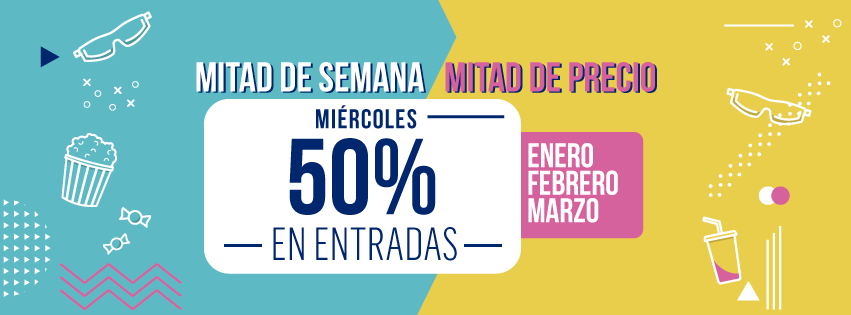 MITAD DE SEMANA MITAD DE PRECIO
MIÉRCOLES
50%
EN ENTRADAS
ENERO
FEBRERO
MARZO